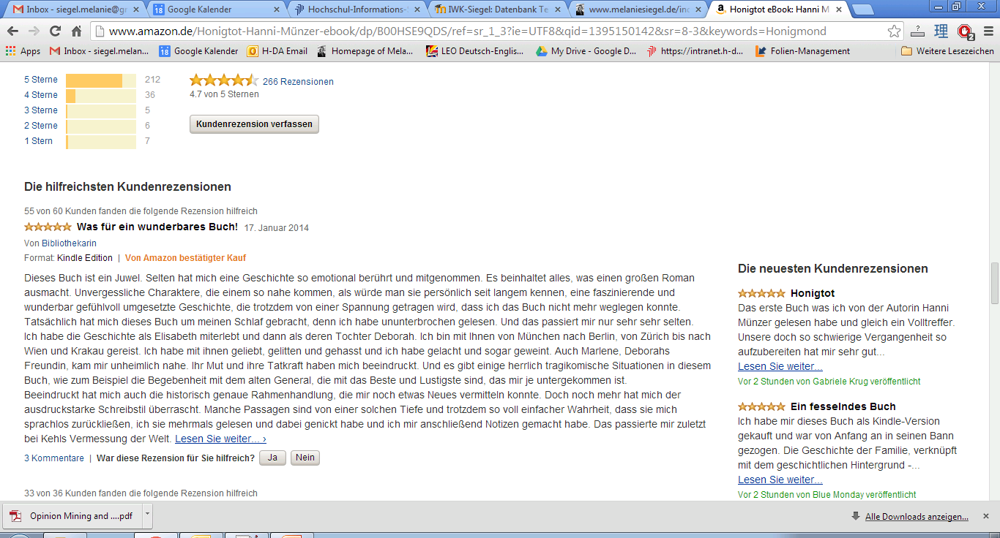 Inbox - siegel.melanie@gr
Google Kalender
Hochschul-Informations-
IWK-Siegel: Datenbank Te
www.melaniesiegel.de/ind
Honigtot eBook: Hanni M
www.amazon.de/Honigtot-Hanni-Münzer-ebook/dp/B00HSE9QDS/ref=sr_1_3?ie=UTF8&qid=1395150142&sr=8-3&keywords=Honigmond
Apps
Inbox - siegel.melan...
Google Kalender
H-DA Email
Homepage of Mela...
LEO Deutsch-Englis...
My Drive - Google D...
https://intranet.h-d...
Folien-Management
Weitere Lesezeichen
5 Sterne 212
4 Sterne 36
3 Sterne 5
2 Sterne 6
1 Stern 7
266 Rezensionen
4.7 von 5 Sternen
Kundenrezension verfassen
Die hilfreichsten Kundenrezensionen
55 von 60 Kunden fanden die folgende Rezension hilfreich
Was für ein wunderbares Buch! 17. Januar 2014
Von Bibliothekarin
Format: Kindle Edition | Von Amazon bestätigter Kauf
Dieses Buch ist ein Juwel. Selten hat mich eine Geschichte so emotional berührt und mitgenommen. Es beinhaltet alles, was einen großen Roman
ausmacht. Unvergessliche Charaktere, die einem so nahe kommen, als würde man sie persönlich seit langem kennen, eine faszinierende und
wunderbar gefühlvoll umgesetzte Geschichte, die trotzdem von einer Spannung getragen wird, dass ich das Buch nicht mehr weglegen konnte.
Tatsächlich hat mich dieses Buch um meinen Schlaf gebracht, denn ich habe ununterbrochen gelesen. Und das passiert mir nur sehr sehr selten.
Ich habe die Geschichte als Elisabeth miterlebt und dann als deren Tochter Deborah. Ich bin mit Ihnen von München nach Berlin, von Zürich bis nach
Wien und Krakau gereist. Ich habe mit ihnen geliebt, gelitten und gehasst und ich habe gelacht und sogar geweint. Auch Marlene, Deborahs
Freundin, kam mir unheimlich nahe. Ihr Mut und ihre Tatkraft haben mich beeindruckt. Und es gibt einige herrlich tragikomische Situationen in diesem
Buch, wie zum Beispiel die Begebenheit mit dem alten General, die mit das Beste und Lustigste sind, das mir je untergekommen ist.
Beeindruckt hat mich auch die historisch genaue Rahmenhandlung, die mir noch etwas Neues vermitteln konnte. Doch noch mehr hat mich der
ausdruckstarke Schreibstil überrascht. Manche Passagen sind von einer solchen Tiefe und trotzdem so voll einfacher Wahrheit, dass sie mich
sprachlos zurückließen, ich sie mehrmals gelesen und dabei genickt habe und ich mir anschließend Notizen gemacht habe. Das passierte mir zuletzt
bei Kehls Vermessung der Welt. Lesen Sie weiter... ›
3 Kommentare | War diese Rezension für Sie hilfreich? Ja Nein
33 von 36 Kunden fanden die folgende Rezension hilfreich
Die neuesten Kundenrezensionen
Honigtot
Das erste Buch was ich von der Autorin Hanni
Münzer gelesen habe und gleich ein Volltreffer.
Unsere doch so schwierige Vergangenheit so
aufzubereiten hat mir sehr gut...
Lesen Sie weiter...
Vor 2 Stunden von Gabriele Krug veröffentlicht
Ein fesselndes Buch
Ich habe mir dieses Buch als Kindle-Version
gekauft und war von Anfang an in seinen Bann
gezogen. Die Geschichte der Familie, verknüpft
mit dem geschichtlichen Hintergrund -...
Lesen Sie weiter...
Vor 2 Stunden von Blue Monday veröffentlicht
Opinion Mining and ....pdf
Alle Downloads anzeigen...